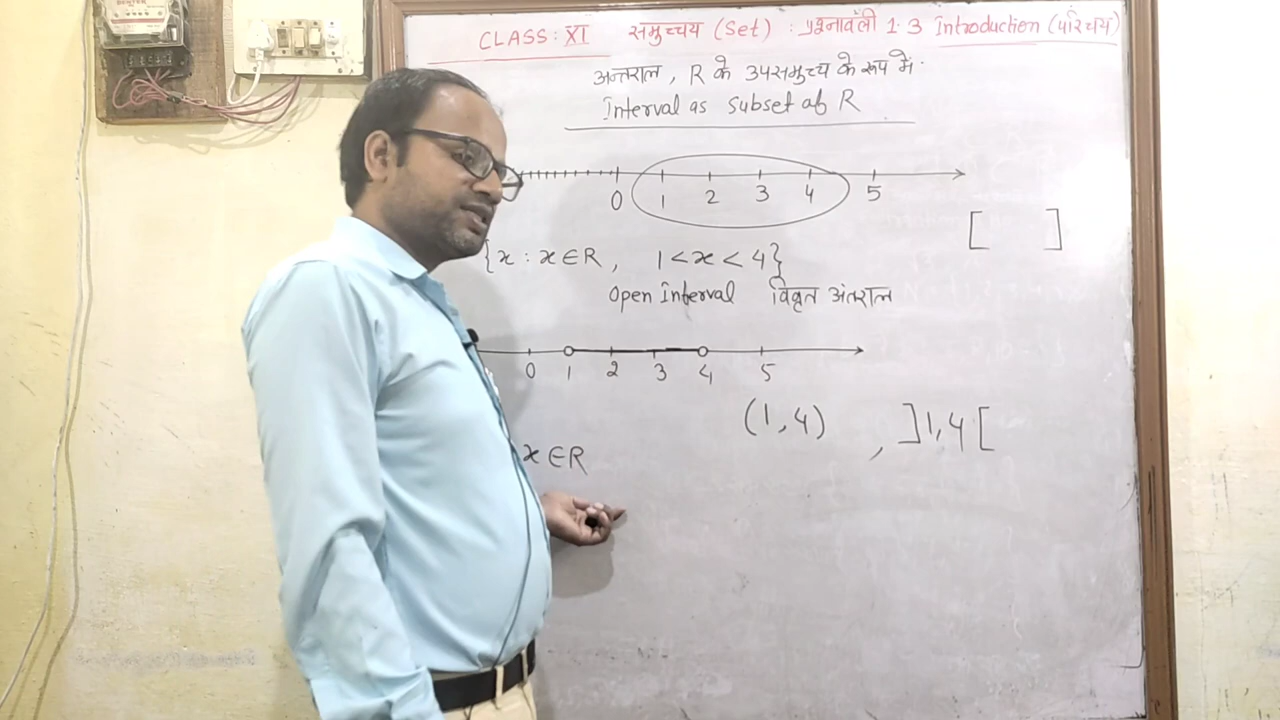 CLASS: XI समुच्चय (Set) : प्रश्नावली 1.3 Introduction (परिचय)
अन्तराल, R के उपसमुच्चय के रूप में
Interval as subset of R
0 1 2 3 4 5
[ ]
{x : x∈R, 1<x<4}
Open Interval विवृत अंतराल
0 1 2 3 4 5
(1,4) , ]1,4[
x∈R